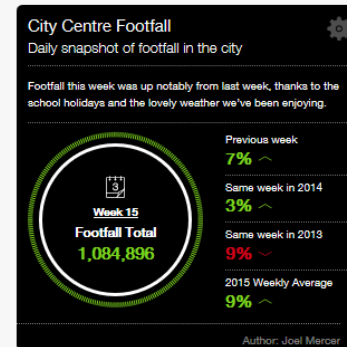 City Centre Footfall
Daily snapshot of footfall in the city
Footfall this week was up notably from last week, thanks to the
school holidays and the lovely weather we've been enjoying.
3
Week 15
Footfall Total
1,084,896
Previous week
7%
Same week in 2014
3%
Same week in 2013
9%
2015 Weekly Average
9%
Author: Joel Mercer